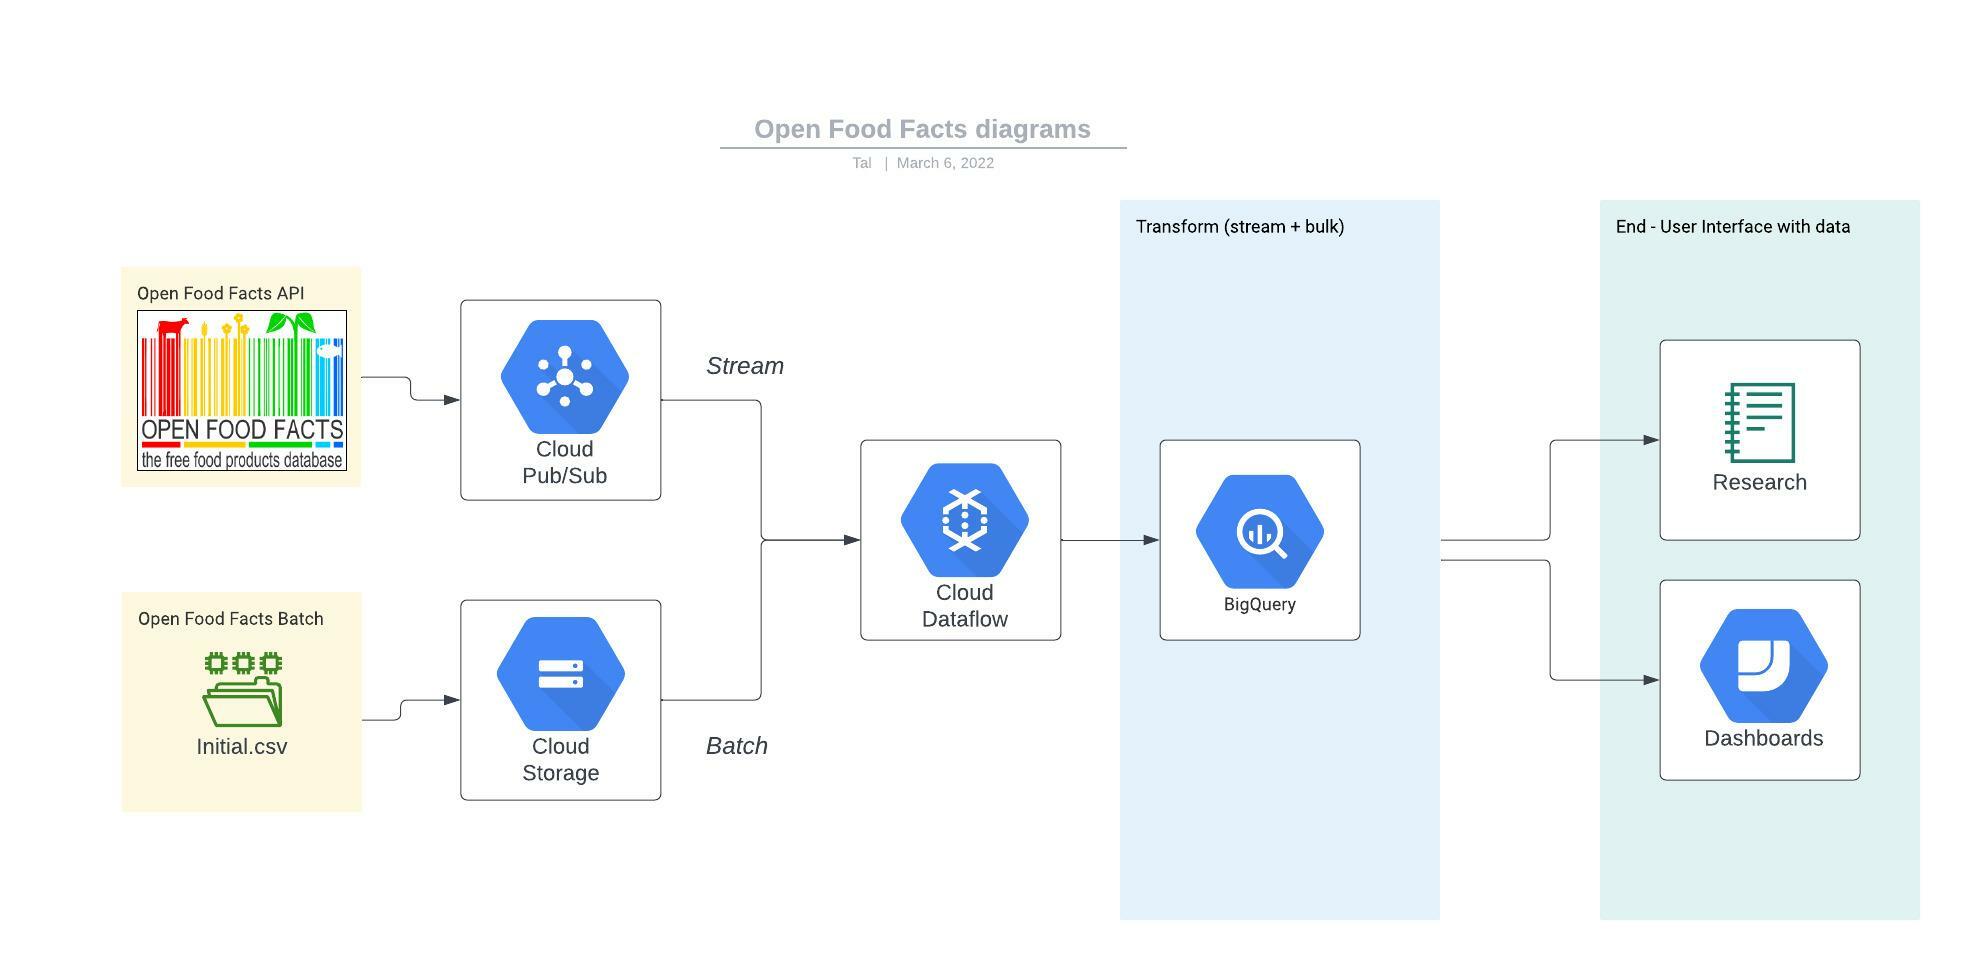 Open Food Facts diagrams
Tal | March 6, 2022
Open Food Facts API
OPEN FOOD FACTS
the free food products database
Cloud
Pub/Sub
Stream
Open Food Facts Batch
Initial.csv
Cloud
Storage
Batch
Cloud
Dataflow
Transform (stream + bulk)
BigQuery
End - User Interface with data
Research
Dashboards